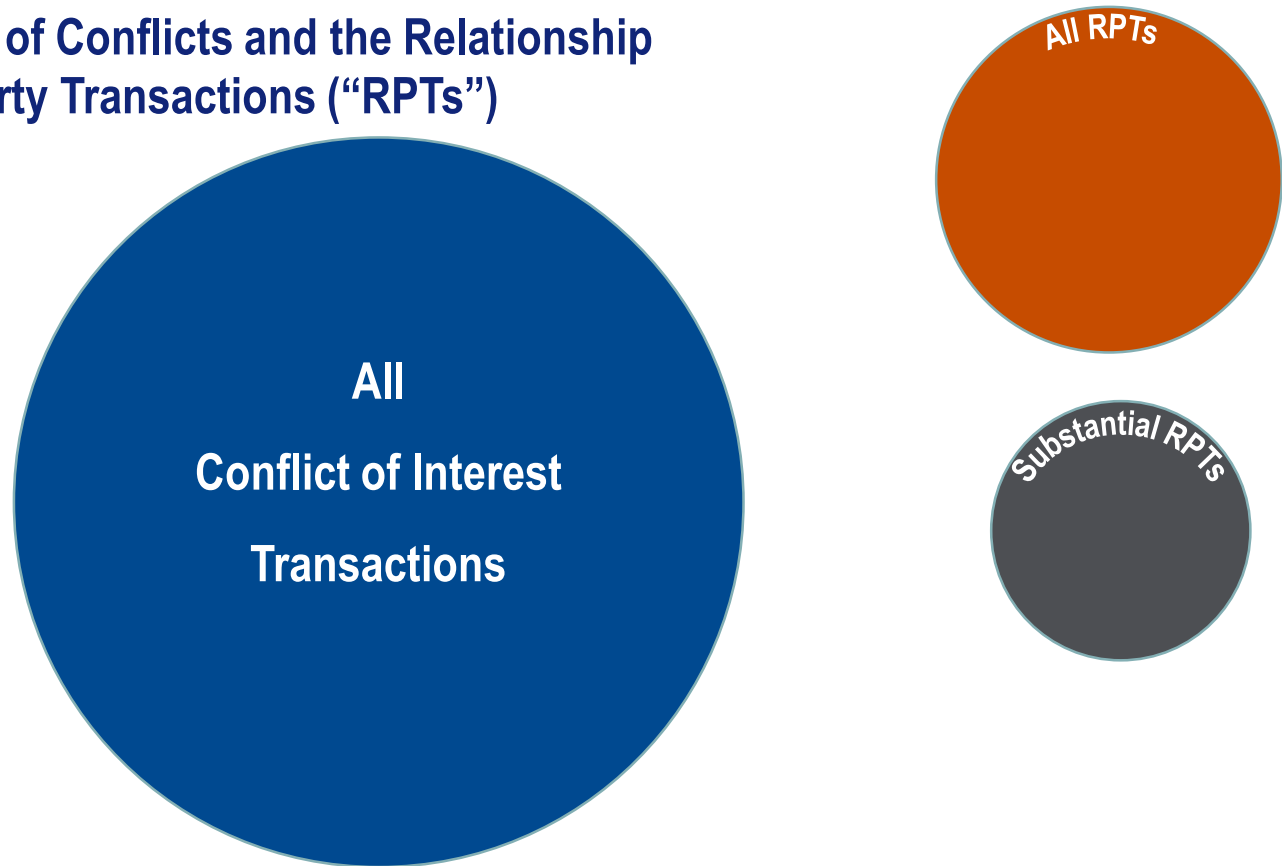 of Conflicts and the Relationship
rty Transactions (“RPTs”)
All RPTs
All
Conflict of Interest
Transactions
Substantial RPTs